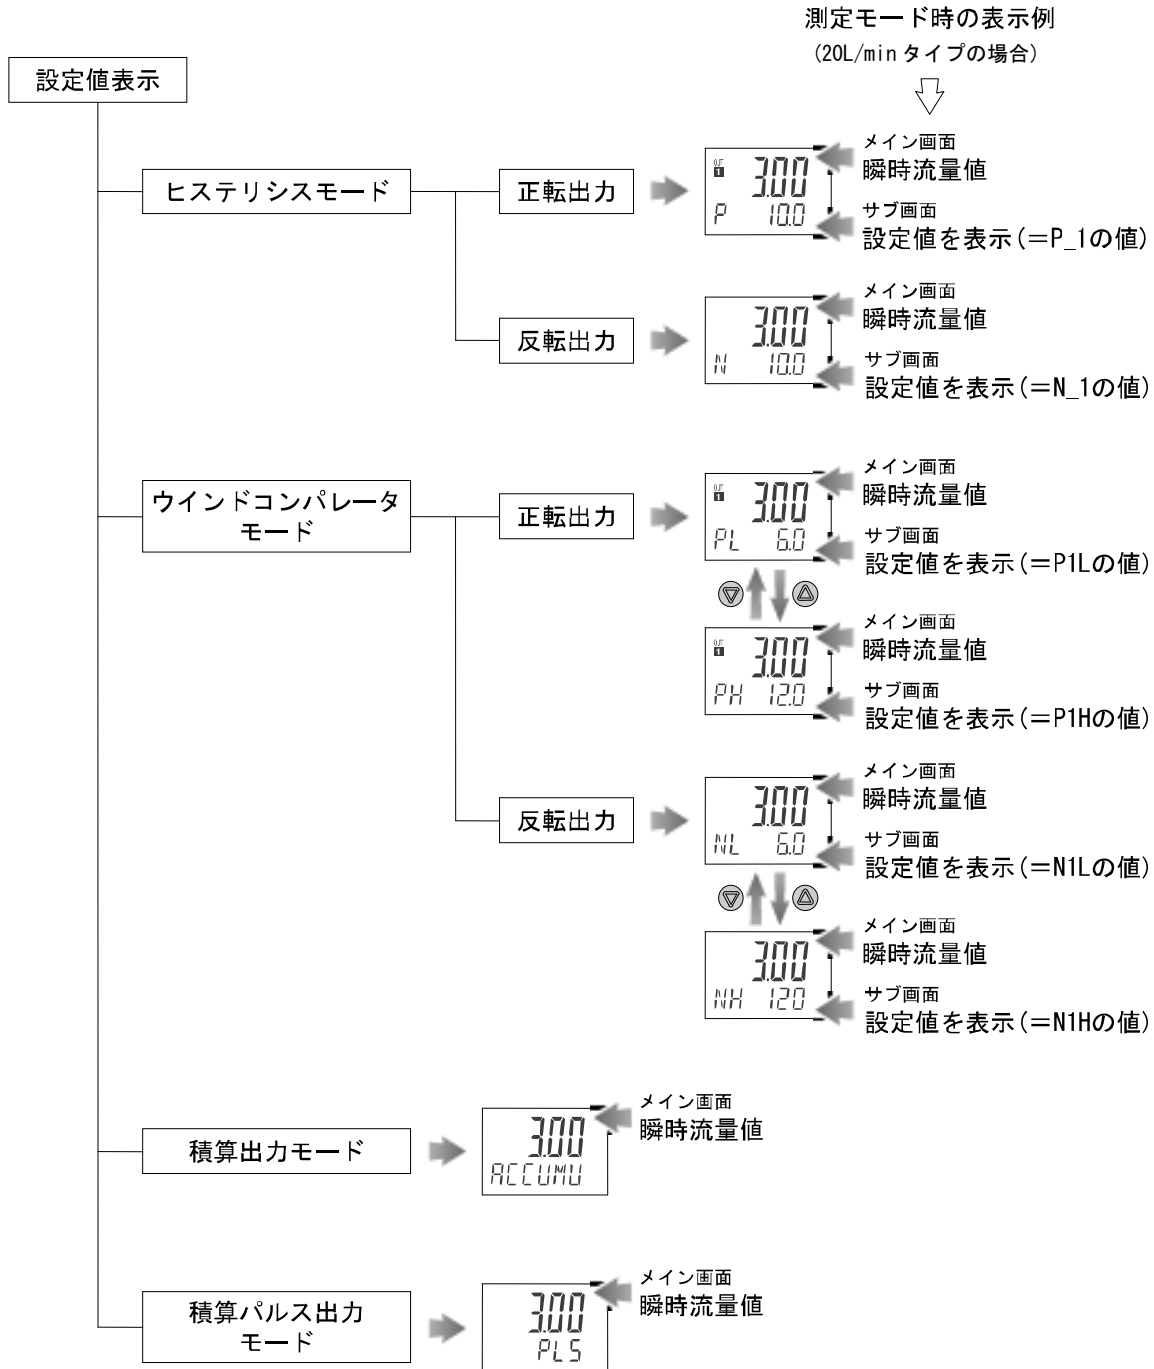 測定モード時の表示例
(20L/min タイプの場合)
設定値表示
ヒステリシスモード
正転出力
OUT
1
3.00
P 10.0
メイン画面
瞬時流量値
サブ画面
設定値を表示(=P_1の値)
反転出力
3.00
N 10.0
メイン画面
瞬時流量値
サブ画面
設定値を表示(=N_1の値)
ウインドコンパレータ
モード
正転出力
OUT
1
3.00
PL 6.0
メイン画面
瞬時流量値
サブ画面
設定値を表示(=P1Lの値)
OUT
1
3.00
PH 12.0
メイン画面
瞬時流量値
サブ画面
設定値を表示(=P1Hの値)
反転出力
3.00
NL 6.0
メイン画面
瞬時流量値
サブ画面
設定値を表示(=N1Lの値)
3.00
NH 12.0
メイン画面
瞬時流量値
サブ画面
設定値を表示(=N1Hの値)
積算出力モード
3.00
ACCUMU
メイン画面
瞬時流量値
積算パルス出力
モード
3.00
PLS
メイン画面
瞬時流量値